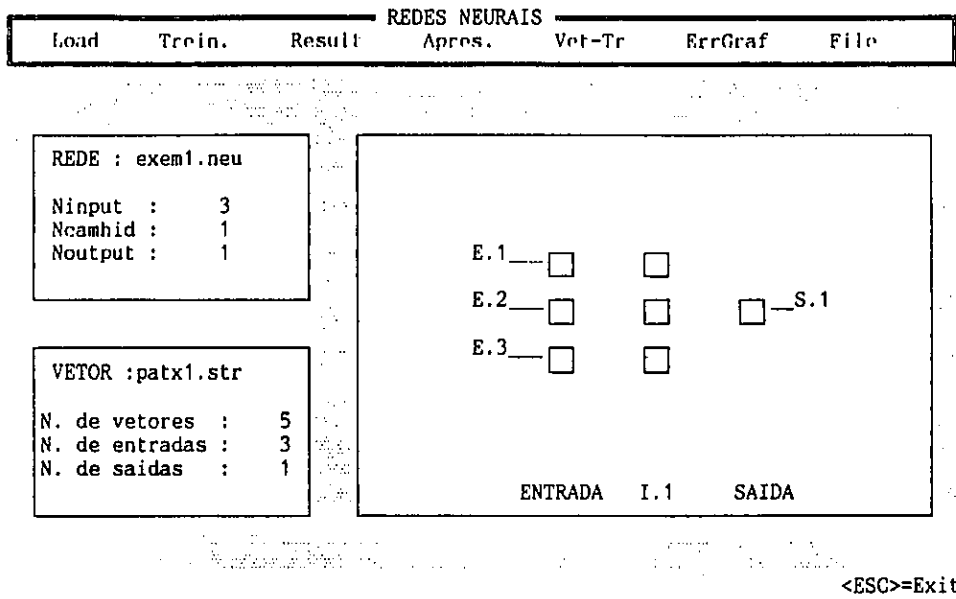 REDES NEURAIS
Load Trein. Result Apres. Vet-Tr ErrGraf File
REDE : exem1.neu
Ninput : 3
Ncamhid : 1
Noutput : 1
VETOR :patx1.str
N. de vetores : 5
N. de entradas : 3
N. de saidas : 1
E.1
E.2
S.1
E.3
ENTRADA I.1 SAIDA
<ESC>=Exit